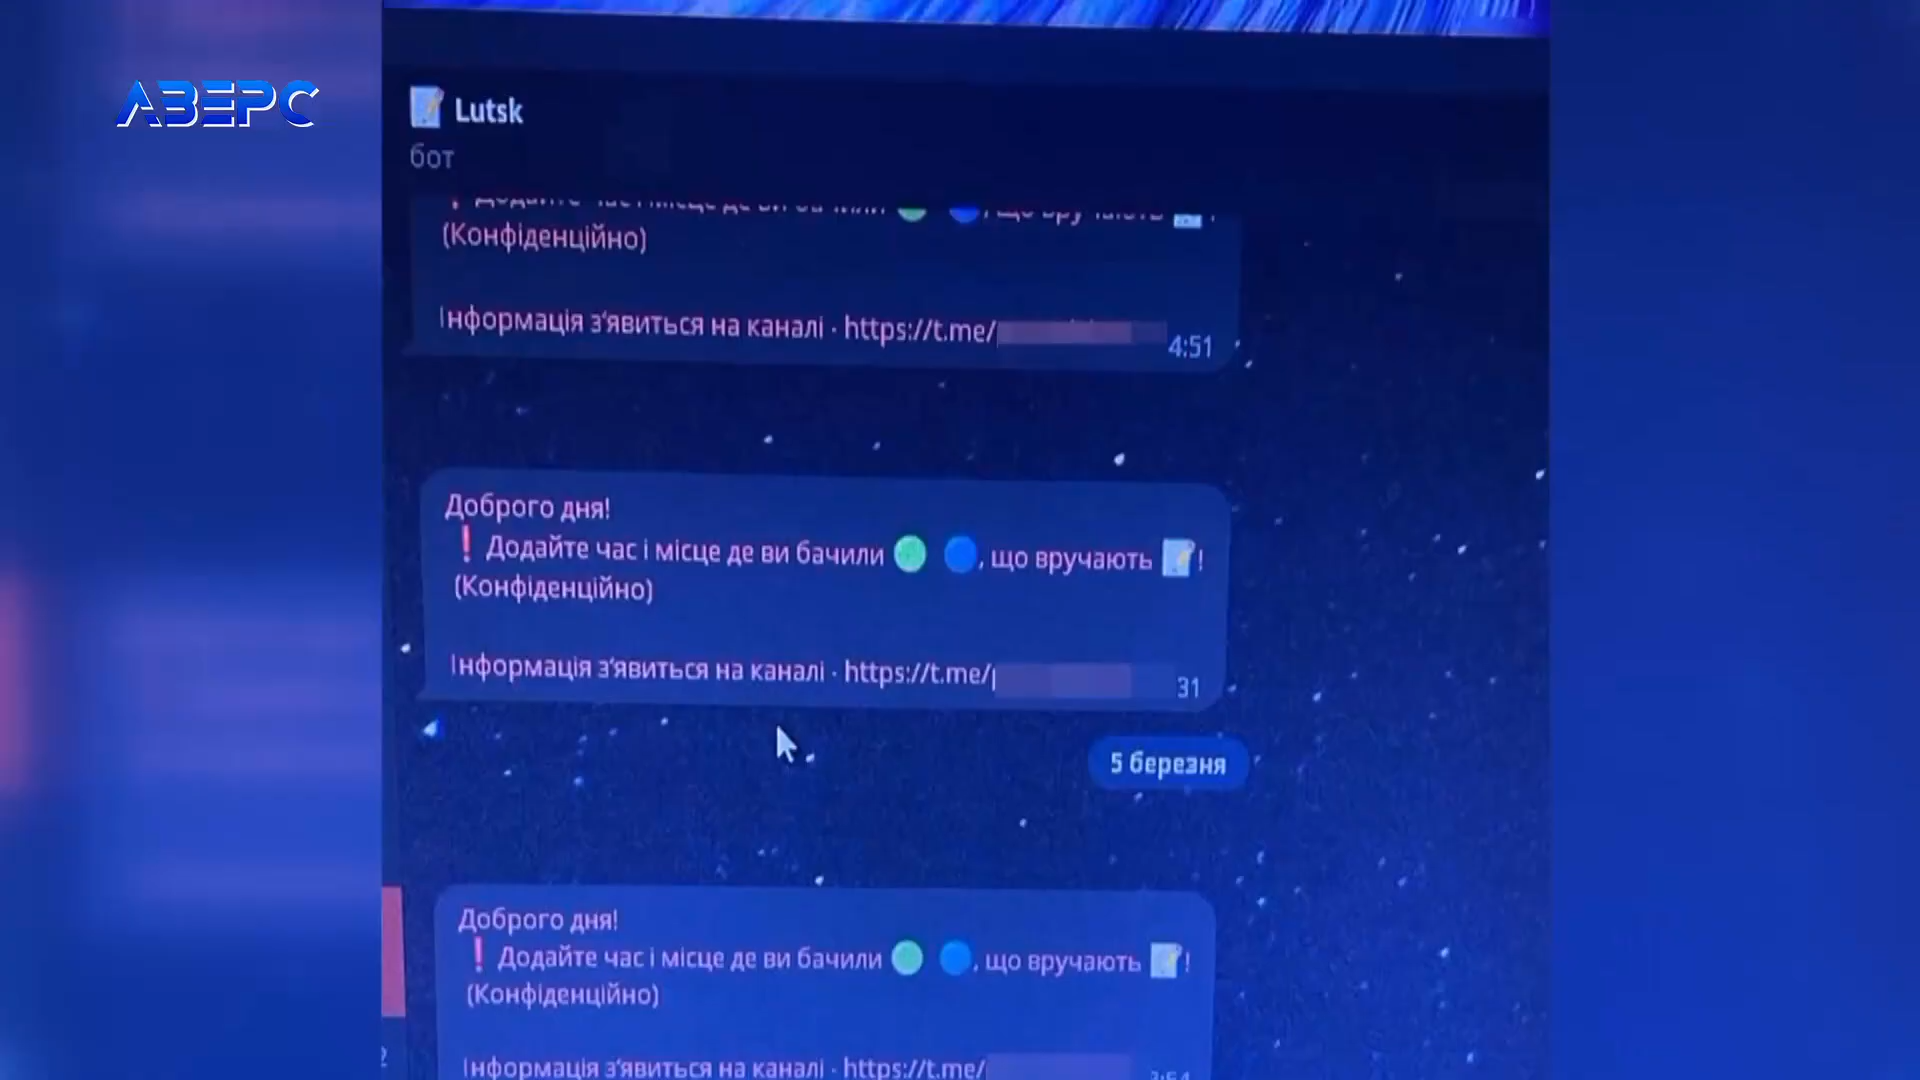 АВЕРС
Lutsk
бот
(Конфіденційно)
Інформація з'явиться на каналі - https://t.me/
4:51
Доброго дня!
❗ Додайте час і місце де ви бачили 🟢 🔵, що вручають 📝!
(Конфіденційно)
Інформація з'явиться на каналі - https://t.me/
31
5 березня
Доброго дня!
❗ Додайте час і місце де ви бачили 🟢 🔵, що вручають 📝!
(Конфіденційно)
Інформація з'явиться на каналі - https://t.me/